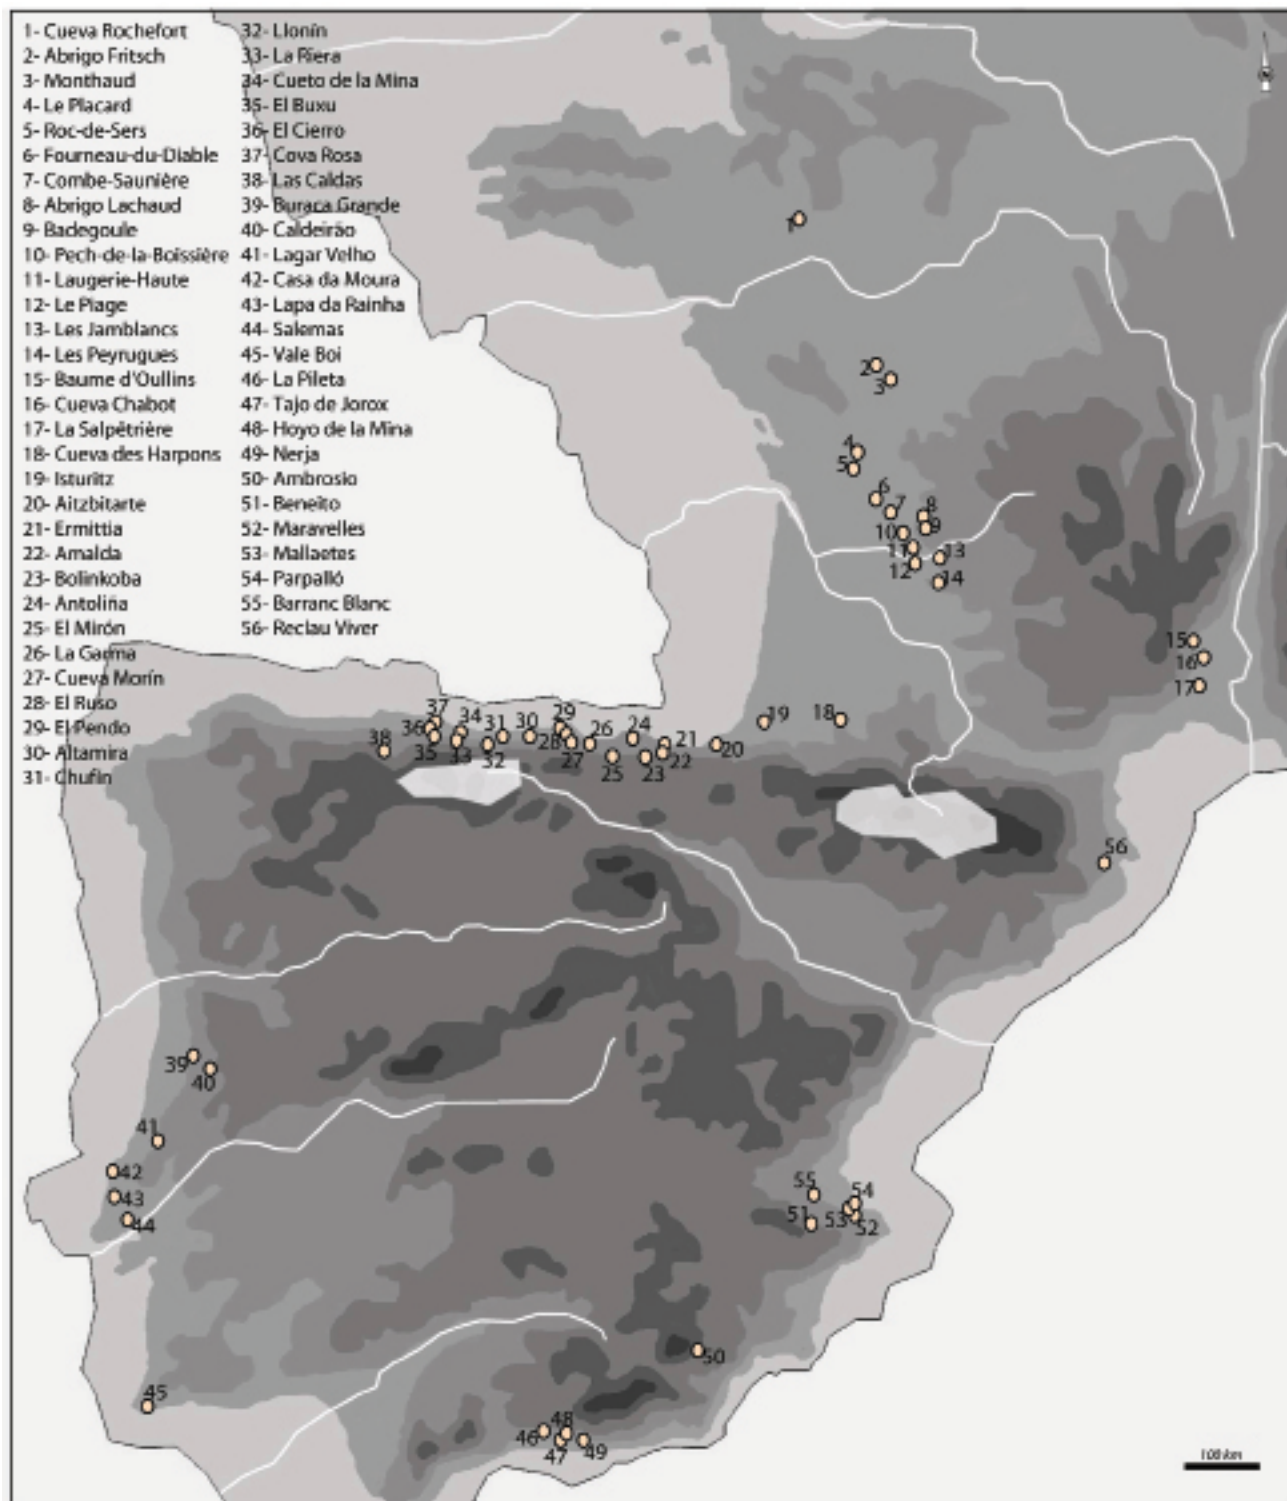 1- Cueva Rochefort
2- Abrigo Fritsch
3- Monthaud
4- Le Placard
5- Roc-de-Sers
6- Fourneau-du-Diable
7- Combe-Saunière
8- Abrigo Lachaud
9- Badegoule
10- Pech-de-la-Boissière
11- Laugerie-Haute
12- Le Piage
13- Les Jamblancs
14- Les Peyrugues
15- Baume d'Oullins
16- Cueva Chabot
17- La Salpêtrière
18- Cueva des Harpons
19- Isturitz
20- Aitzbitarte
21- Ermittia
22- Amalda
23- Bolinkoba
24- Antoliña
25- El Mirón
26- La Garma
27- Cueva Morín
28- El Ruso
29- El Pendo
30- Altamira
31- Chufín
32- Llonín
33- La Riera
34- Cueto de la Mina
35- El Buxu
36- El Cierro
37- Cova Rosa
38- Las Caldas
39- Buraca Grande
40- Caldeirão
41- Lagar Velho
42- Casa da Moura
43- Lapa da Rainha
44- Salemas
45- Vale Boi
46- La Pileta
47- Tajo de Jorox
48- Hoyo de la Mina
49- Nerja
50- Ambrosio
51- Beneito
52- Maravelles
53- Mallaetes
54- Parpalló
55- Barranc Blanc
56- Reclau Viver
1
2
3
4
5
6
7
8
9
10
11
12
13
14
15
16
17
18
19
20
21
22
23
24
25
26
27
28
29
30
31
32
33
34
35
36
37
38
39
40
41
42
43
44
45
46
47
48
49
50
51
52
53
54
55
56
100 km